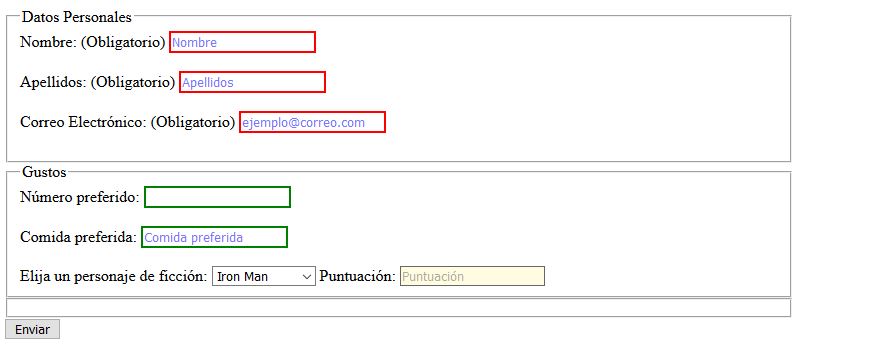 Datos Personales
Nombre: (Obligatorio) Nombre
Apellidos: (Obligatorio) Apellidos
Correo Electrónico: (Obligatorio) ejemplo@correo.com
Gustos
Número preferido:
Comida preferida: Comida preferida
Elija un personaje de ficción: Iron Man Puntuación: Puntuación
Enviar